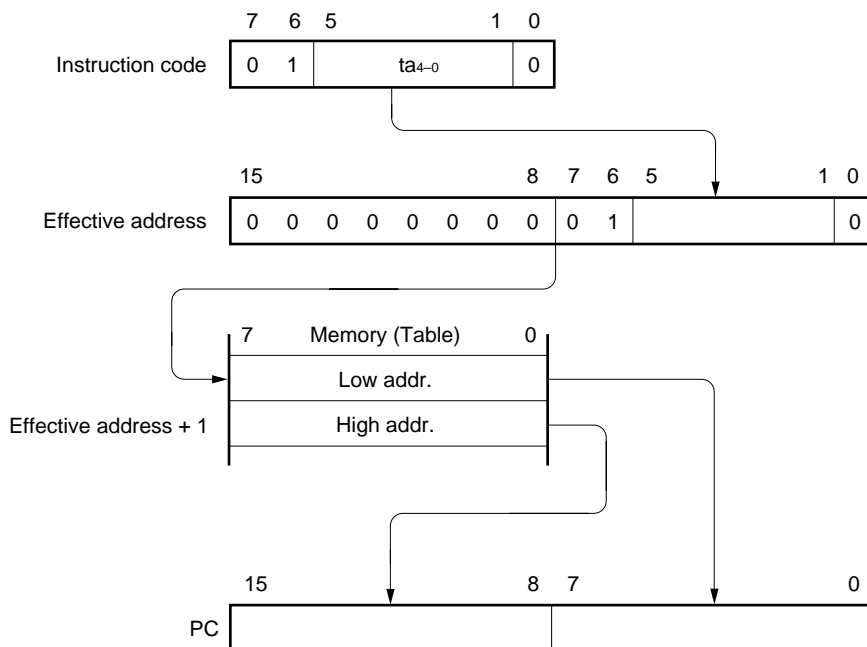 7 6 5 1 0
Instruction code 0 1 ta4–0 0
15 8 7 6 5 1 0
Effective address 0 0 0 0 0 0 0 0 0 1 0
7 Memory (Table) 0
Low addr.
Effective address + 1 High addr.
15 8 7 0
PC